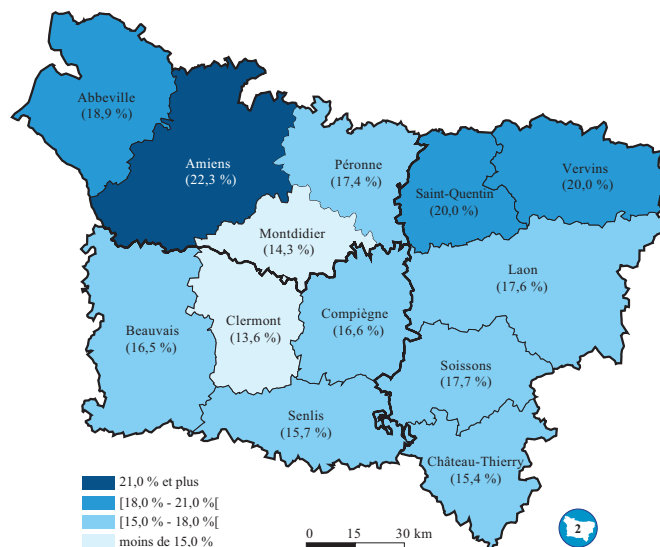 Abbeville
(18,9 %)
Amiens
(22,3 %)
Péronne
(17,4 %)
Saint-Quentin
(20,0 %)
Vervins
(20,0 %)
Montdidier
(14,3 %)
Laon
(17,6 %)
Beauvais
(16,5 %)
Clermont
(13,6 %)
Compiègne
(16,6 %)
Soissons
(17,7 %)
Senlis
(15,7 %)
Château-Thierry
(15,4 %)
21,0 % et plus
[18,0 % - 21,0 %[
[15,0 % - 18,0 %[
moins de 15,0 %
0 15 30 km
2